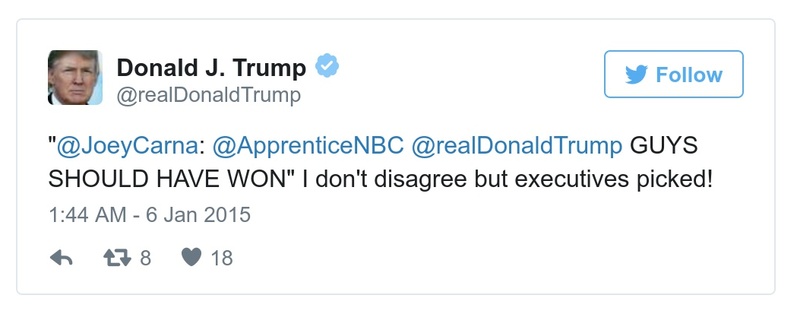 Donald J. Trump
@realDonaldTrump
Follow
"@JoeyCarna: @ApprenticeNBC @realDonaldTrump GUYS
SHOULD HAVE WON" I don't disagree but executives picked!
1:44 AM - 6 Jan 2015
8 18